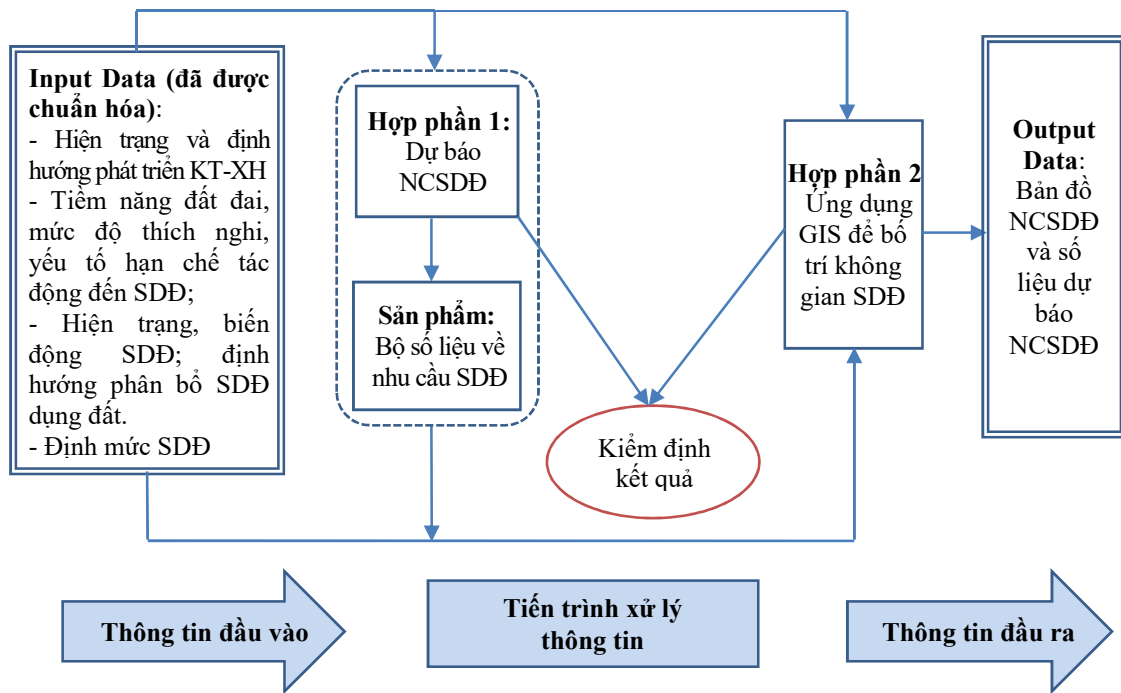 Input Data (đã được
chuẩn hóa):
- Hiện trạng và định
hướng phát triển KT-XH
- Tiềm năng đất đai,
mức độ thích nghi,
yếu tố hạn chế tác
động đến SDĐ;
- Hiện trạng, biến
động SDĐ; định
hướng phân bổ SDĐ
dụng đất.
- Định mức SDĐ
Hợp phần 1:
Dự báo
NCSDĐ
Sản phẩm:
Bộ số liệu về
nhu cầu SDĐ
Kiểm định
kết quả
Hợp phần 2
Ứng dụng
GIS để bố
trí không
gian SDĐ
Output
Data:
Bản đồ
NCSDĐ
và số
liệu dự
báo
NCSDĐ
Thông tin đầu vào
Tiến trình xử lý
thông tin
Thông tin đầu ra